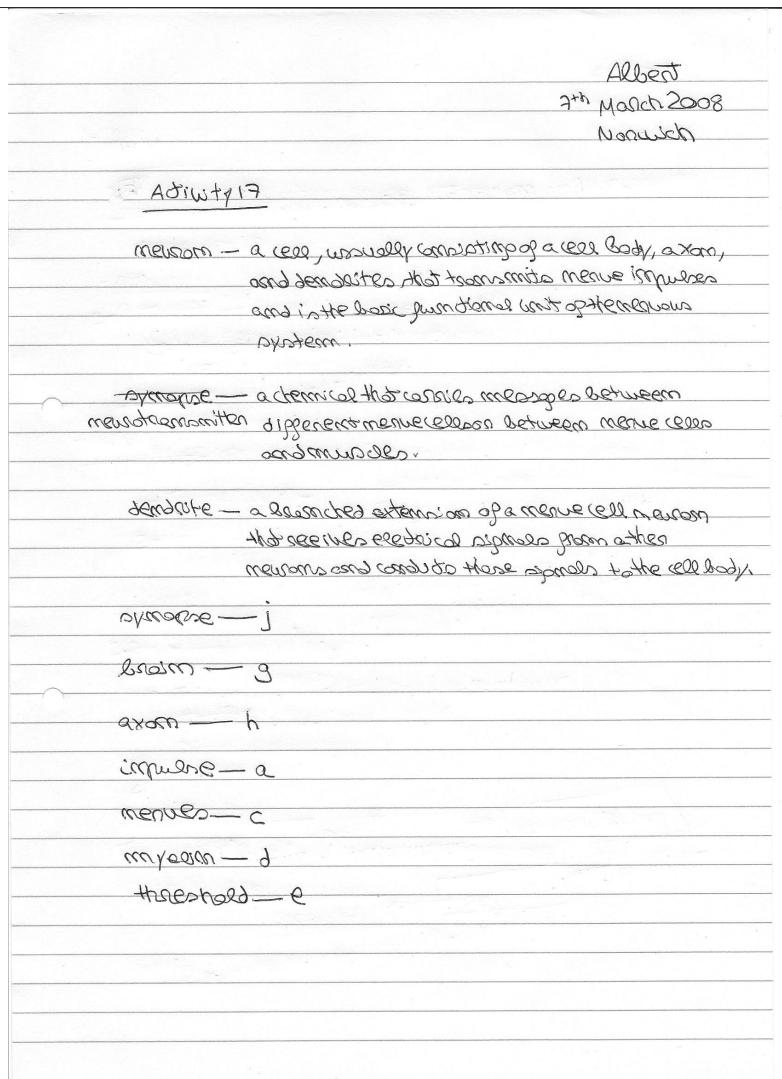 Albert
7th March 2008
Norwich
Activity 17
neuron — a cell, usually consisting of a cell body, axon,
and dendrites that transmits nerve impulses
and is the basic functional unit of the nervous
system.
synapse — a chemical that carries messages between
neurotransmitter different nerve cells or between nerve cells
and muscles.
dendrite — a branched extension of a nerve cell neuron
that receives electrical signals from other
neurons and conducts those signals to the cell body.
synapse — j
brain — g
axon — h
impulse — a
nerves — c
myelin — d
threshold — e